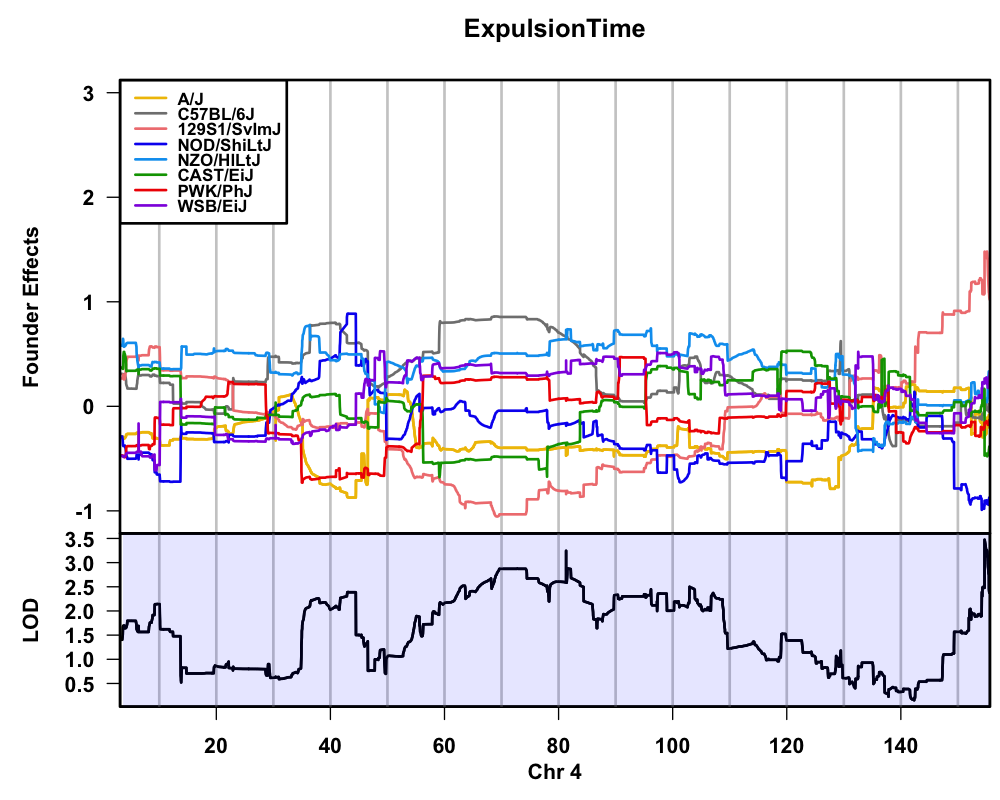 ExpulsionTime
3
2
1
0
-1
Founder Effects
A/J
C57BL/6J
129S1/SvImJ
NOD/ShiLtJ
NZO/HlLtJ
CAST/EiJ
PWK/PhJ
WSB/EiJ
3.5
3.0
2.5
2.0
1.5
1.0
0.5
LOD
20 40 60 80 100 120 140
Chr 4